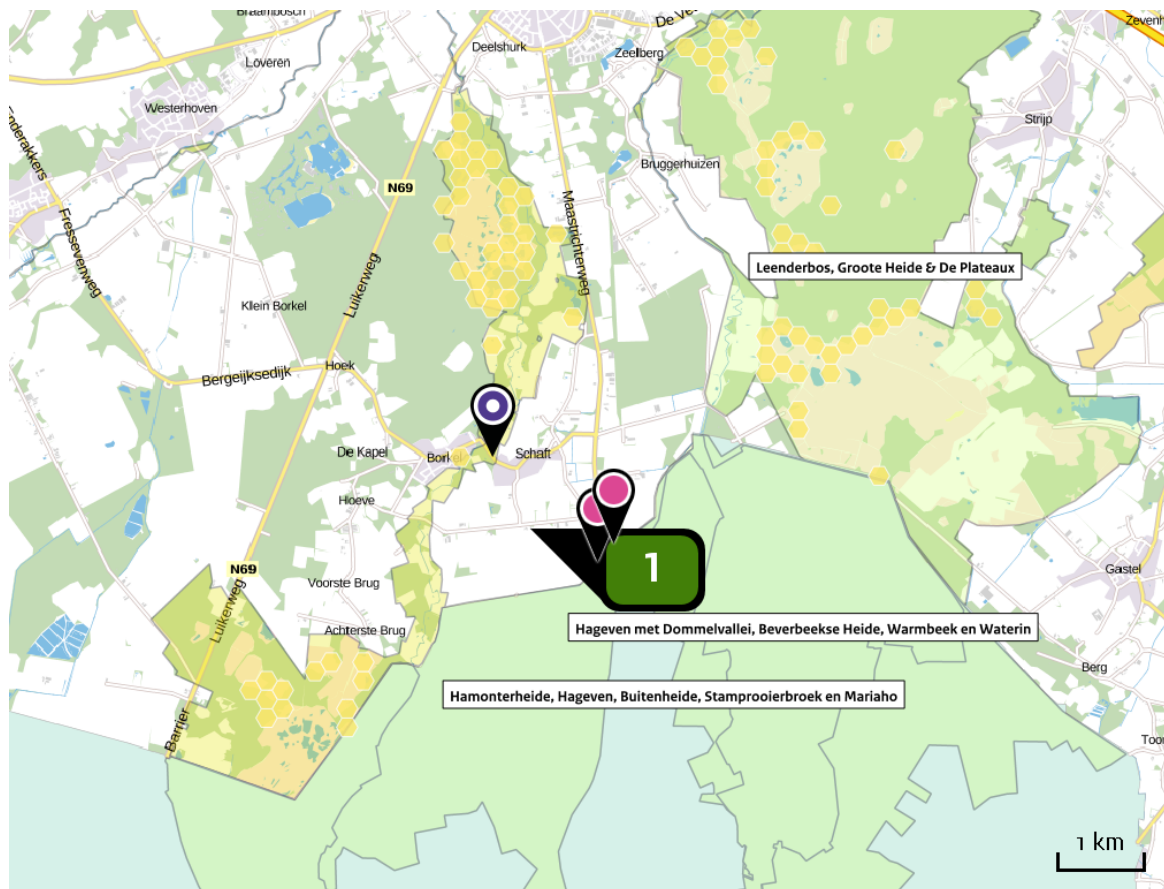 Braambosch
De Ve
Zevenh
Deelshurk
Zeelberg
Loveren
Westerhoven
Strijp
onderakkers
Bruggerhuizen
N69
Maastrichterweg
Fressevenweg
Leenderbos, Groote Heide & De Plateaux
Luikerweg
Klein Borkel
Hoek
Bergeijksedijk
De Kapel
Borkel
Schaft
Hoeve
1
N69
Gastel
Voorste Brug
Luikerweg
Achterste Brug
Hageven met Dommelvallei, Beverbeekse Heide, Warmbeek en Waterin
Berg
Hamonterheide, Hageven, Buitenheide, Stamprooierbroek en Mariaho
Barrier
Toor
1 km